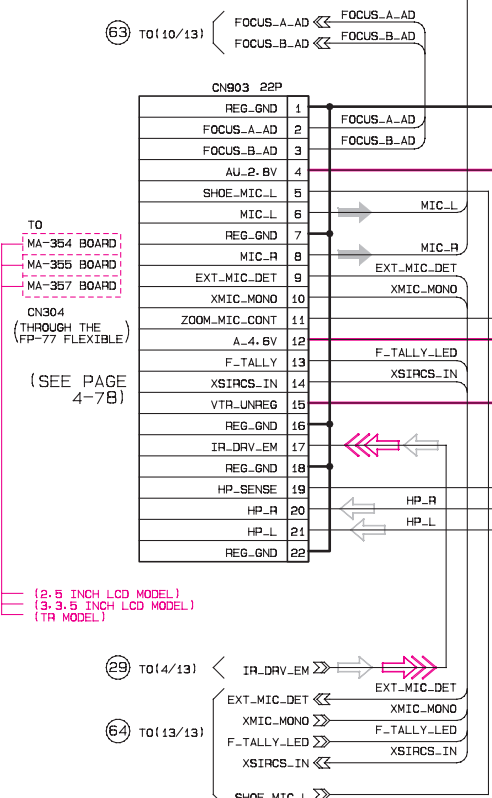 63 TO(10/13)
FOCUS_A_AD FOCUS_A_AD
FOCUS_B_AD FOCUS_B_AD
CN903 22P
REG_GND 1
FOCUS_A_AD 2 FOCUS_A_AD
FOCUS_B_AD 3 FOCUS_B_AD
AU_2.8V 4
SHOE_MIC_L 5
MIC_L 6 MIC_L
REG_GND 7
MIC_R 8 MIC_R
EXT_MIC_DET 9 EXT_MIC_DET
XMIC_MONO 10 XMIC_MONO
ZOOM_MIC_CONT 11
A_4.6V 12
F_TALLY 13 F_TALLY_LED
XSIRCS_IN 14 XSIRCS_IN
VTR_UNREG 15
REG_GND 16
IR_DRV_EM 17
REG_GND 18
HP_SENSE 19
HP_R 20 HP_R
HP_L 21 HP_L
REG_GND 22
TO
MA-354 BOARD
MA-355 BOARD
MA-357 BOARD
CN304
(THROUGH THE
FP-77 FLEXIBLE)
(SEE PAGE
4-78)
(2.5 INCH LCD MODEL)
(3.3.5 INCH LCD MODEL)
(TR MODEL)
29 TO(4/13) IR_DRV_EM
64 TO(13/13)
EXT_MIC_DET EXT_MIC_DET
XMIC_MONO XMIC_MONO
F_TALLY_LED F_TALLY_LED
XSIRCS_IN XSIRCS_IN
SHOE_MIC_L